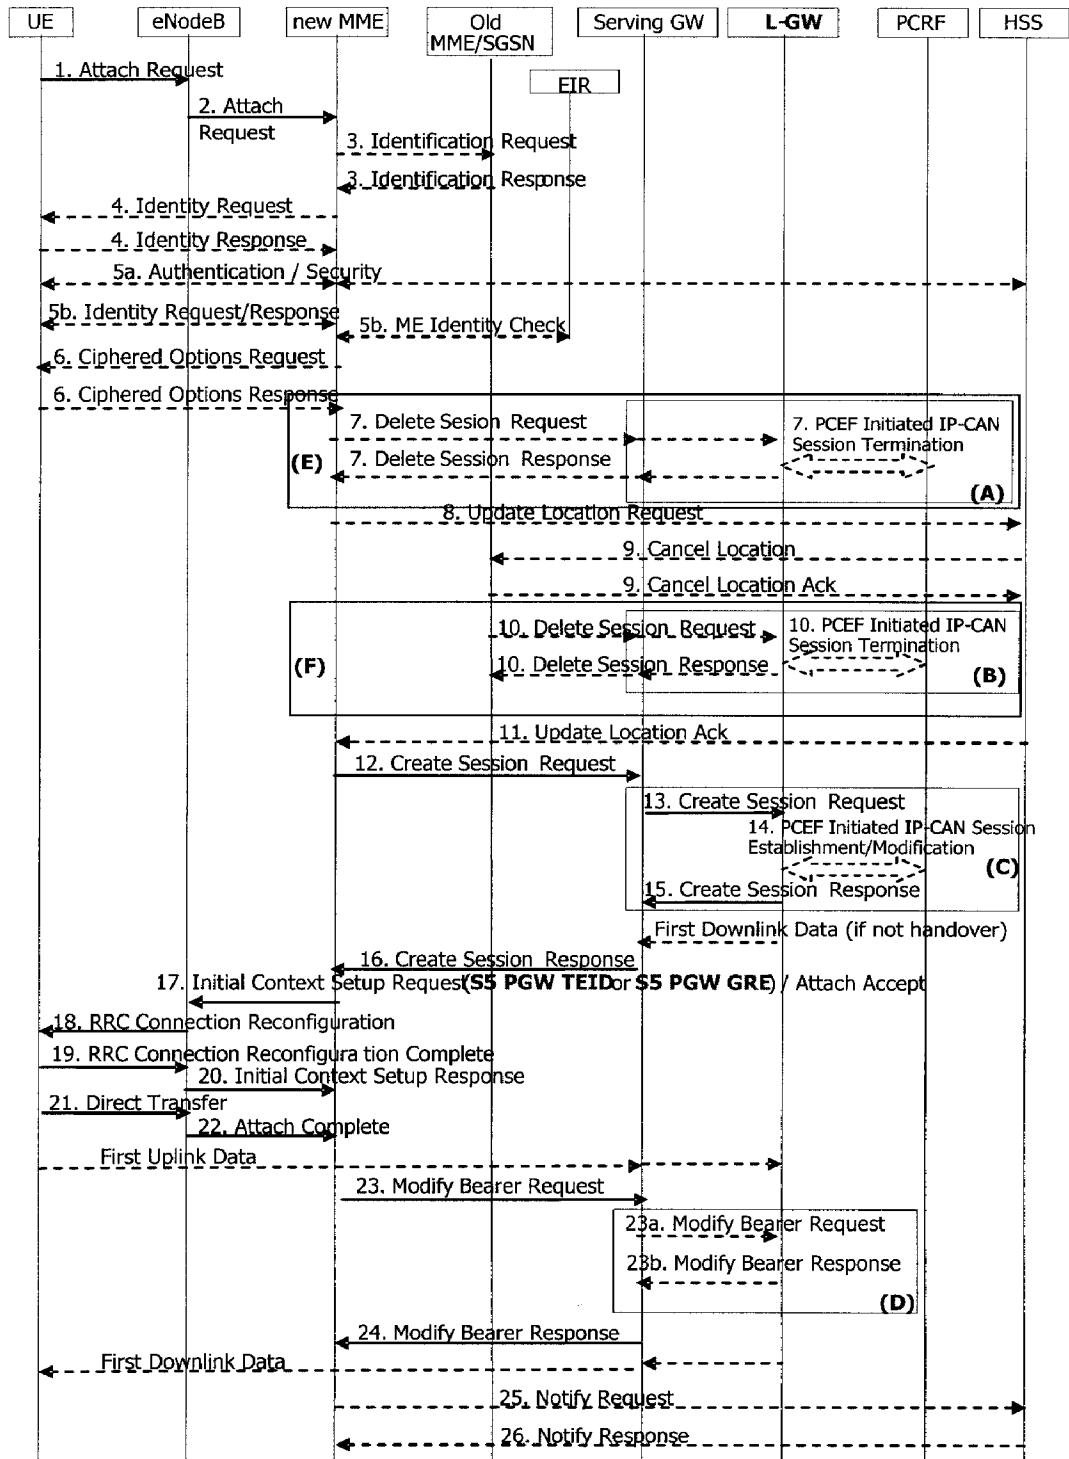 UE
eNodeB
new MME
Old
MME/SGSN
Serving GW
L-GW
PCRF
HSS
EIR
1. Attach Request
2. Attach
Request
3. Identification Request
3. Identification Response
4. Identity Request
4. Identity Response
5a. Authentication / Security
5b. Identity Request/Response
5b. ME Identity Check
6. Ciphered Options Request
6. Ciphered Options Response
7. Delete Sesion Request
7. PCEF Initiated IP-CAN
Session Termination
(E)
7. Delete Session Response
(A)
8. Update Location Request
9. Cancel Location
9. Cancel Location Ack
10. Delete Session Request
10. PCEF Initiated IP-CAN
Session Termination
(F)
10. Delete Session Response
(B)
11. Update Location Ack
12. Create Session Request
13. Create Session Request
14. PCEF Initiated IP-CAN Session
Establishment/Modification
(C)
15. Create Session Response
First Downlink Data (if not handover)
16. Create Session Response
17. Initial Context Setup Request(S5 PGW TEID or S5 PGW GRE) / Attach Accept
18. RRC Connection Reconfiguration
19. RRC Connection Reconfiguration Complete
20. Initial Context Setup Response
21. Direct Transfer
22. Attach Complete
First Uplink Data
23. Modify Bearer Request
23a. Modify Bearer Request
23b. Modify Bearer Response
(D)
24. Modify Bearer Response
First Downlink Data
25. Notify Request
26. Notify Response